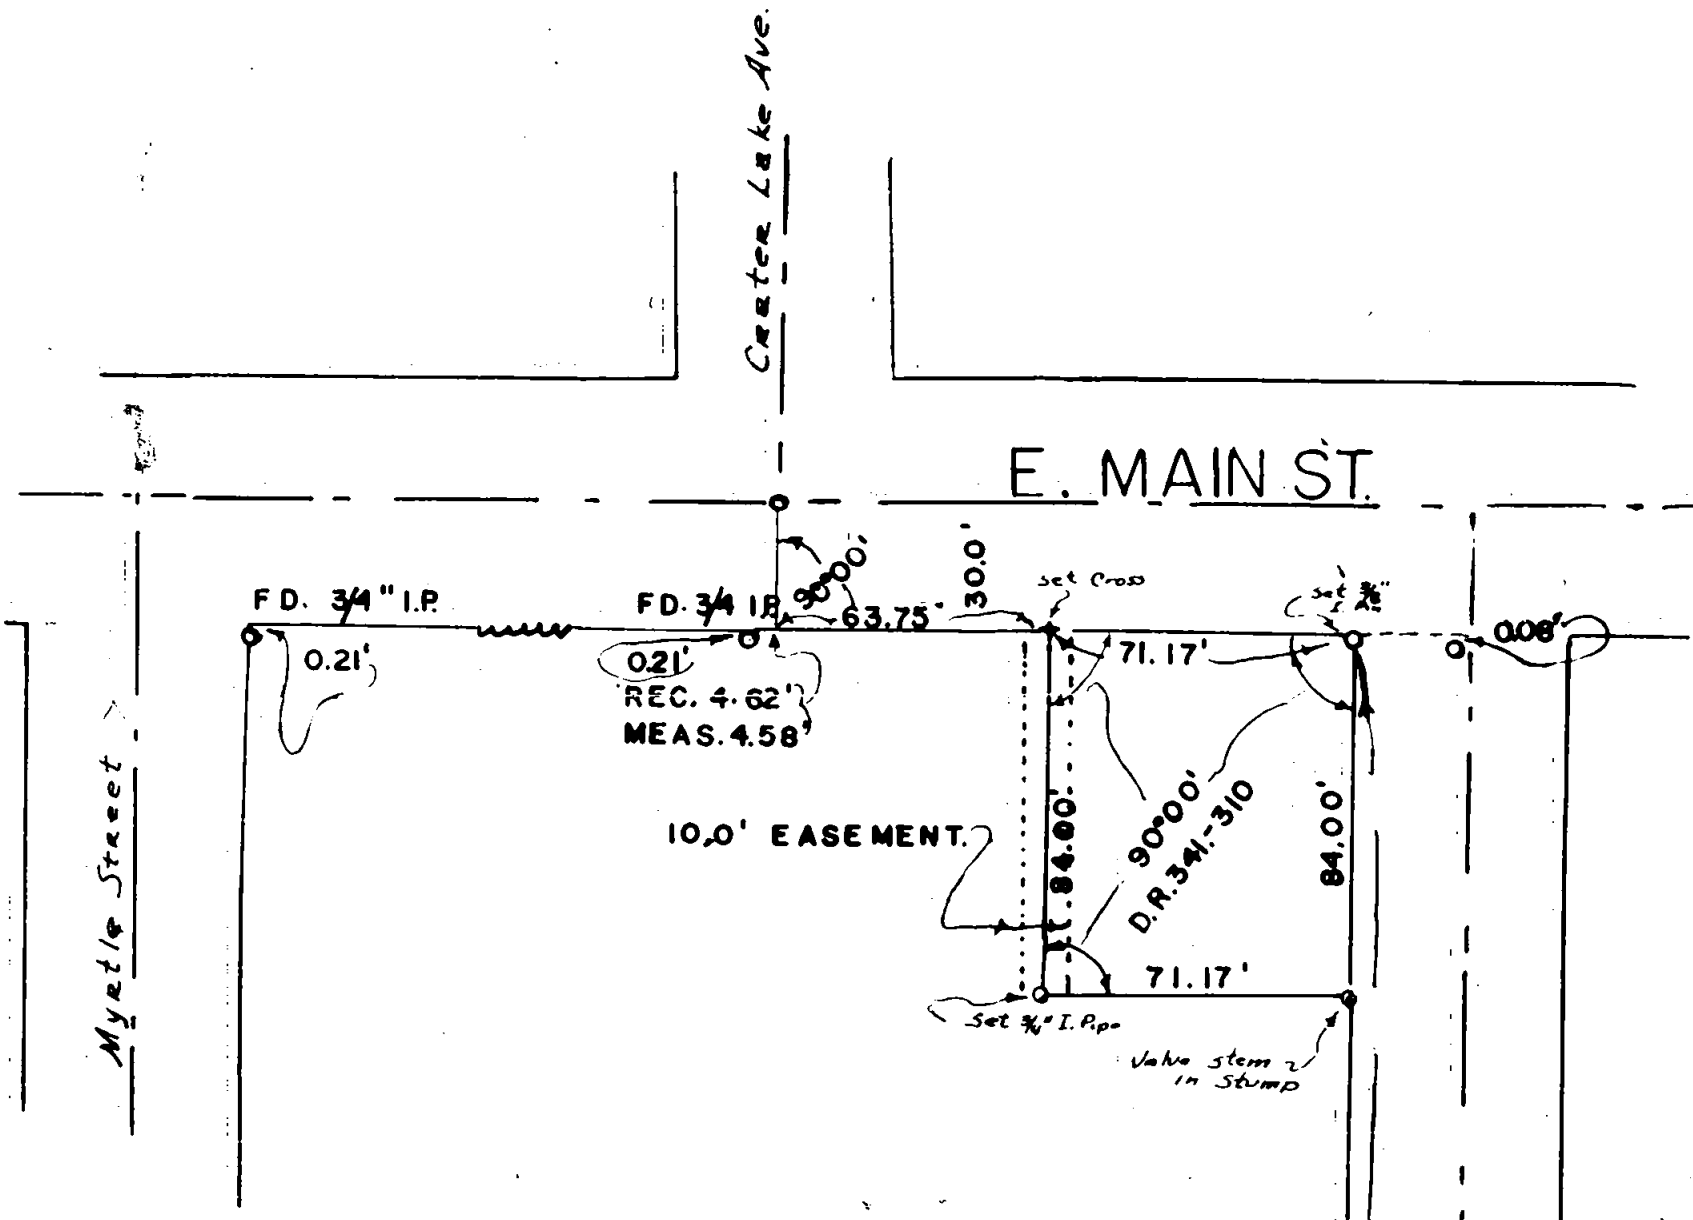 Crater Lake Ave.
E. MAIN ST.
FD. 3/4" I.P.
FD. 3/4 I.P.
90°00'
63.75'
30.0'
set Cross
set
0.21'
0.21'
REC. 4.62'
MEAS. 4.58'
71.17'
0.08'
Myrtle Street
10.0' EASEMENT.
84.00'
90°00'
D.R. 341-310
84.00'
71.17'
Set 3/4" I. Pipe
Valve stem
in Stump